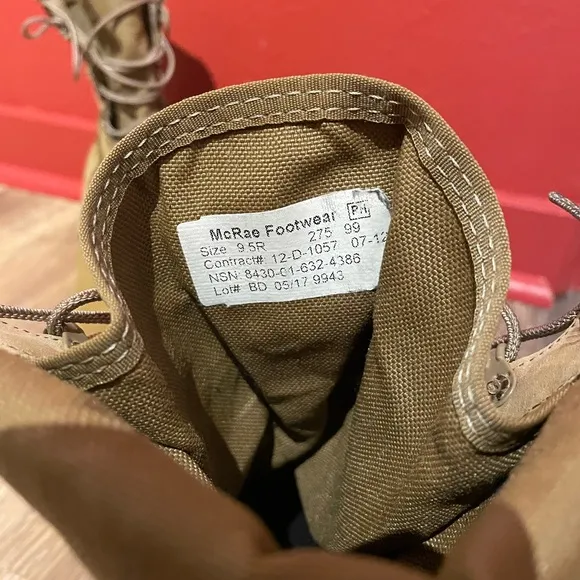 McRae Footwear PH
Size 9.5R 275 99
Contract# 12-D-1057 07-12
NSN: 8430-01-632-4386
Lot# BD 05/17 9943